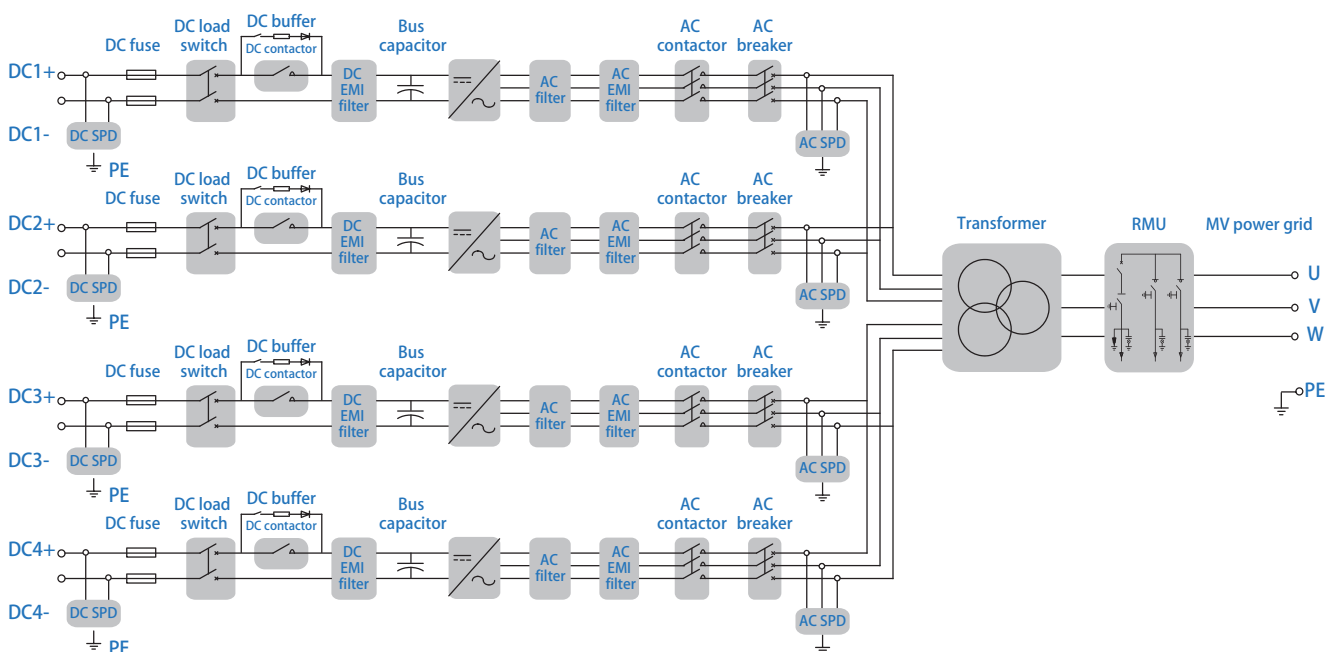 DC load
DC buffer
Bus
AC
AC
DC fuse
switch
DC contactor
capacitor
contactor
breaker
DC1+
DC
EMI
filter
AC
filter
AC
EMI
filter
DC1-
DC SPD
AC SPD
PE
DC load
DC buffer
Bus
AC
AC
DC fuse
switch
DC contactor
capacitor
contactor
breaker
DC2+
DC
EMI
filter
AC
filter
AC
EMI
filter
DC2-
DC SPD
AC SPD
PE
Transformer
RMU
MV power grid
U
V
W
PE
DC load
DC buffer
Bus
AC
AC
DC fuse
switch
DC contactor
capacitor
contactor
breaker
DC3+
DC
EMI
filter
AC
filter
AC
EMI
filter
DC3-
DC SPD
AC SPD
PE
DC load
DC buffer
Bus
AC
AC
DC fuse
switch
DC contactor
capacitor
contactor
breaker
DC4+
DC
EMI
filter
AC
filter
AC
EMI
filter
DC4-
DC SPD
AC SPD
PE